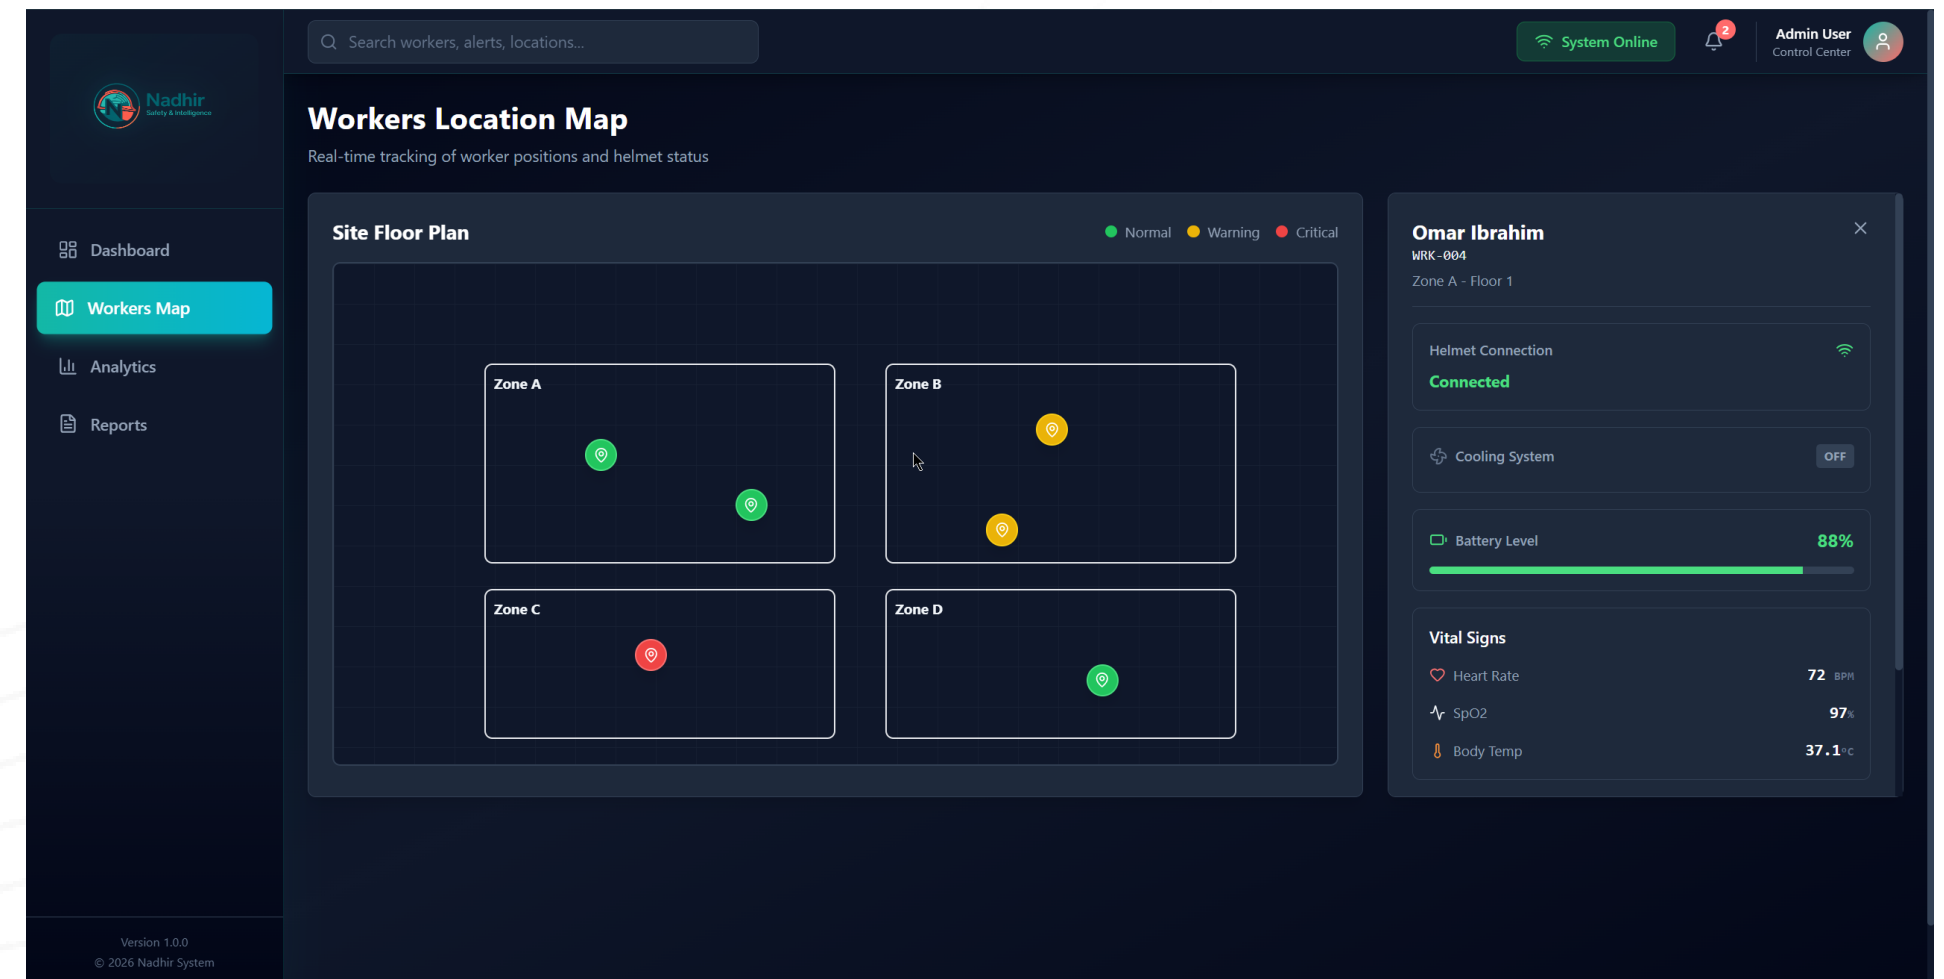 Nadhir
Safety & Intelligence
Search workers, alerts, locations...
System Online
2
Admin User
Control Center
Dashboard
Workers Map
Analytics
Reports
Version 1.0.0
© 2026 Nadhir System
Workers Location Map
Real-time tracking of worker positions and helmet status
Site Floor Plan
Normal Warning Critical
Zone A
Zone B
Zone C
Zone D
Omar Ibrahim
WRK-004
Zone A - Floor 1
Helmet Connection
Connected
Cooling System OFF
Battery Level 88%
Vital Signs
Heart Rate 72 BPM
SpO2 97%
Body Temp 37.1°C